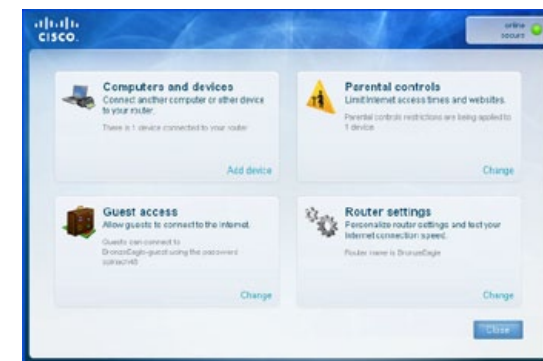 CISCO.
online
secure
Computers and devices
Connect another computer or other device
to your router.
There is 1 device connected to your router
Add device
Parental controls
Limit Internet access times and websites.
Parental controls restrictions are being applied to
1 device
Change
Guest access
Allow guests to connect to the internet.
Guests can connect to
BronzeEagle-guest using the password
Change
Router settings
Personalize router settings and test your
Internet connection speed.
Router name is BronzeEagle
Change
Close